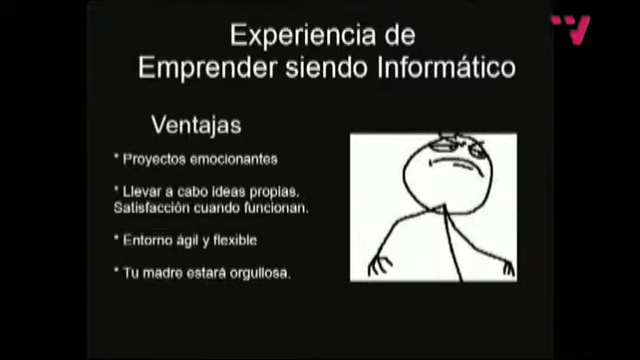 Experiencia de
Emprender siendo Informático
Ventajas
* Proyectos emocionantes
* Llevar a cabo ideas propias.
Satisfacción cuando funcionan.
* Entorno ágil y flexible
* Tu madre estará orgullosa.